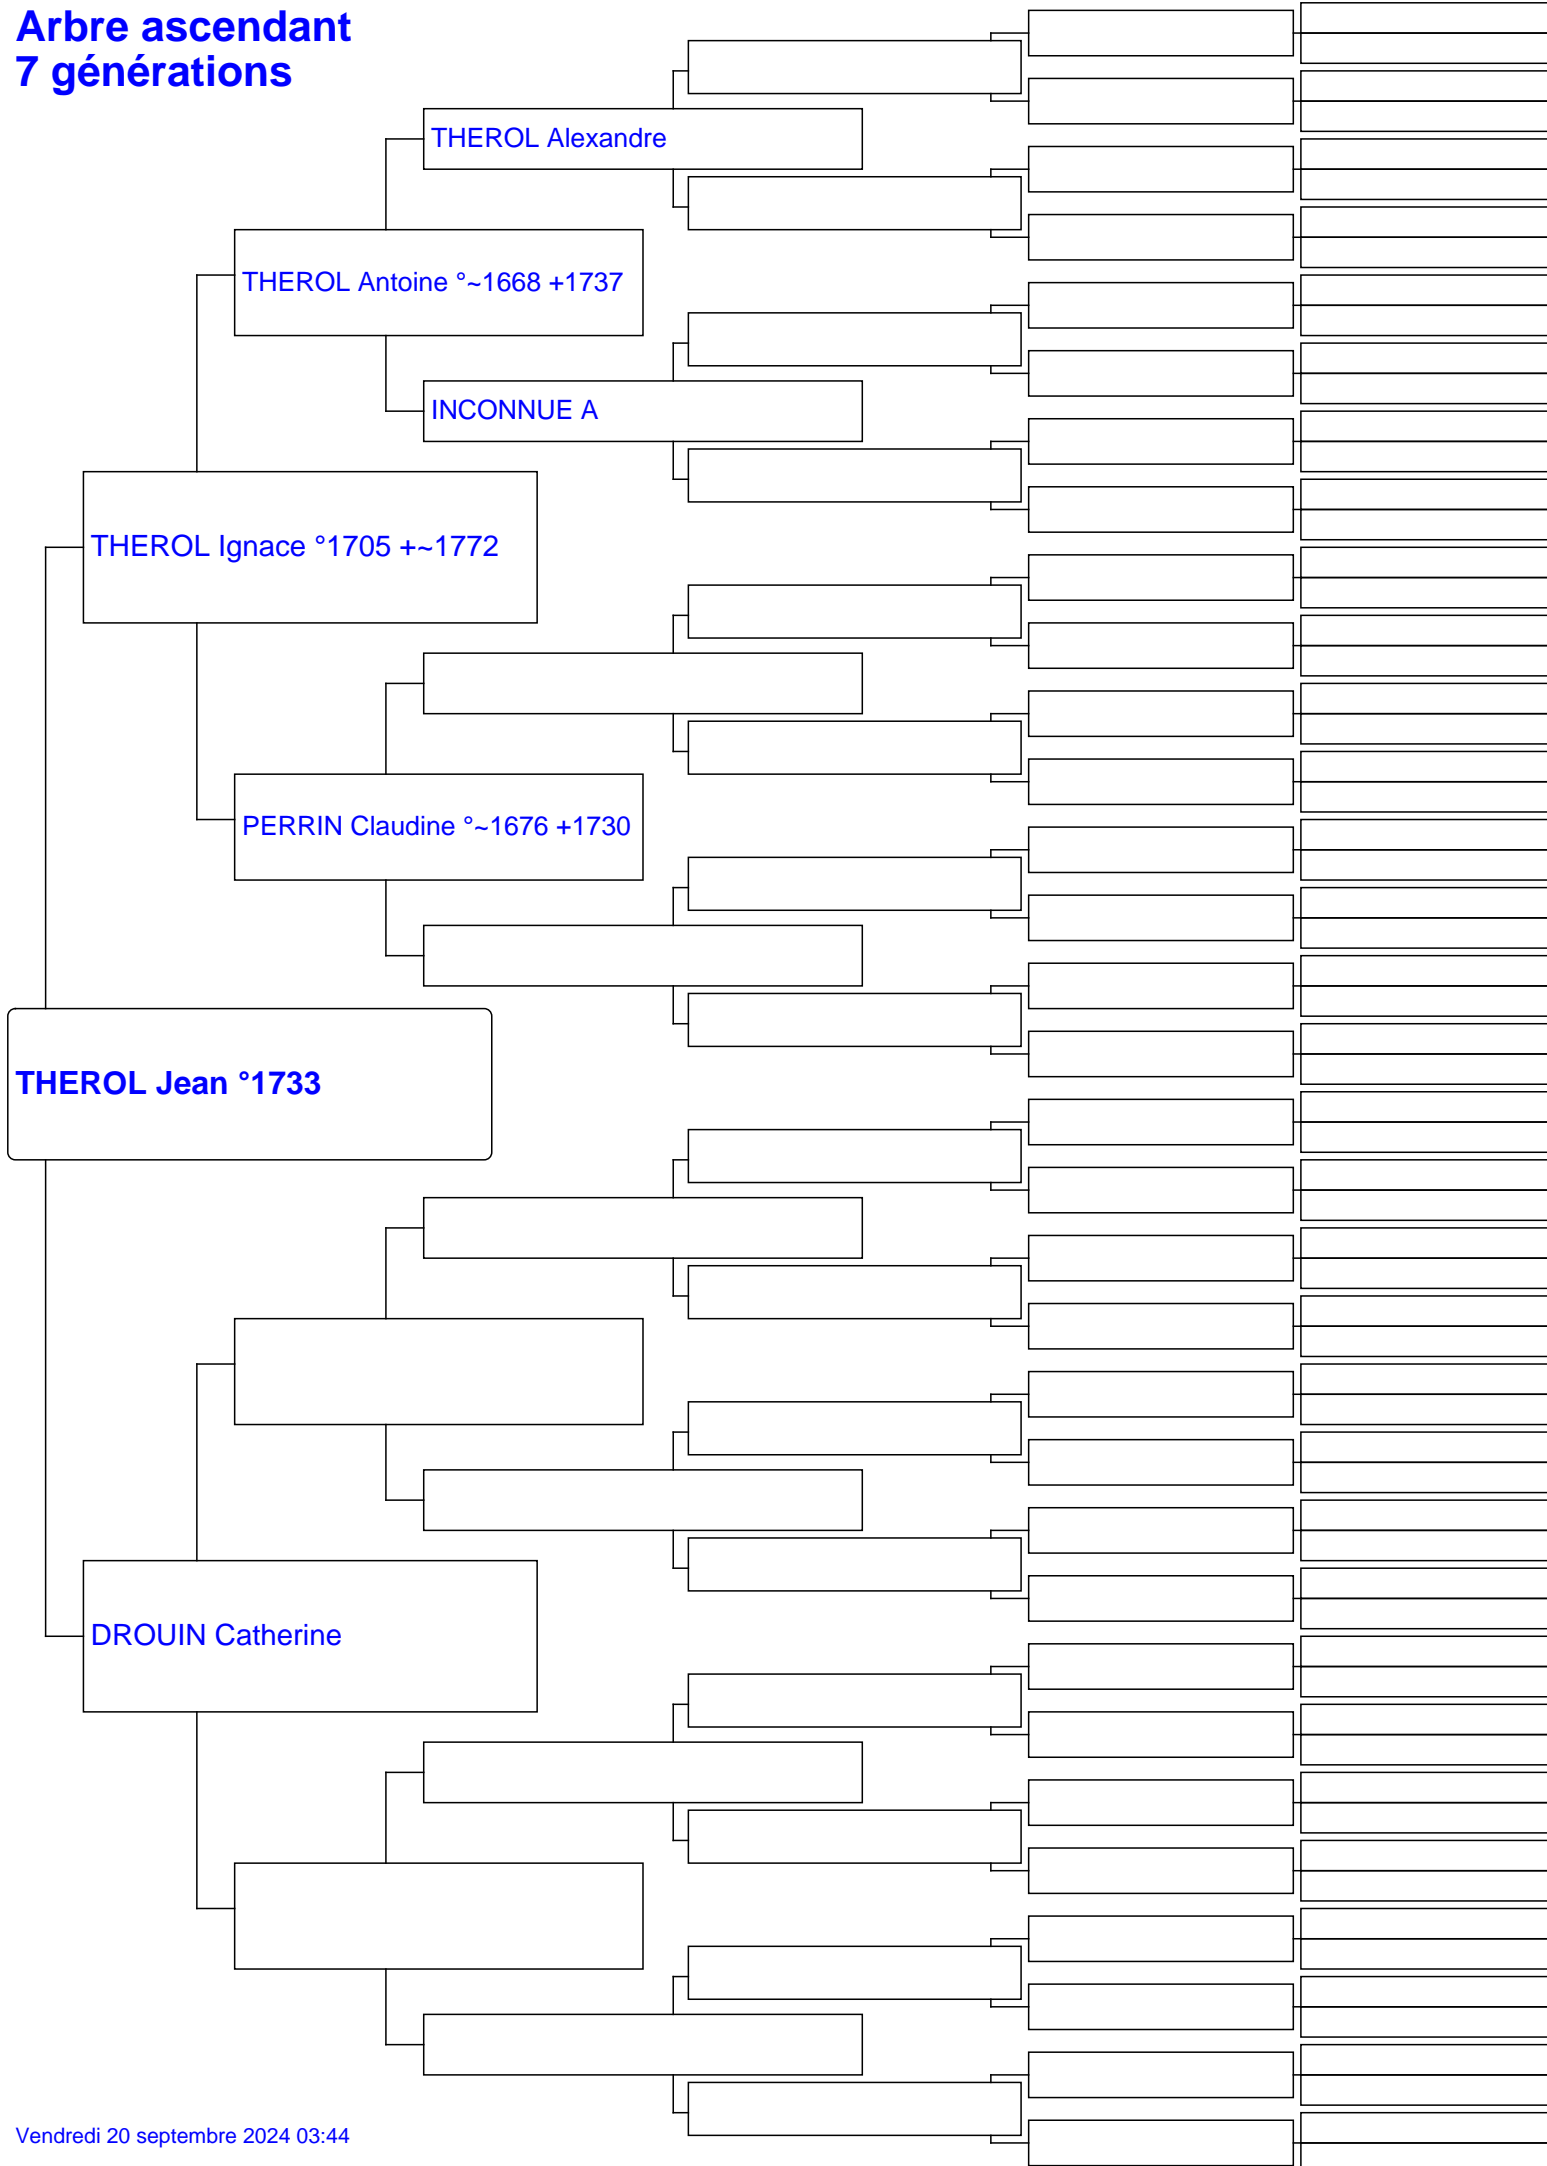 Arbre ascendant
7 générations
THEROL Alexandre
THEROL Antoine °~1668 +1737
INCONNUE A
THEROL Ignace °1705 +~1772
PERRIN Claudine °~1676 +1730
THEROL Jean °1733
DROUIN Catherine
Vendredi 20 septembre 2024 03:44